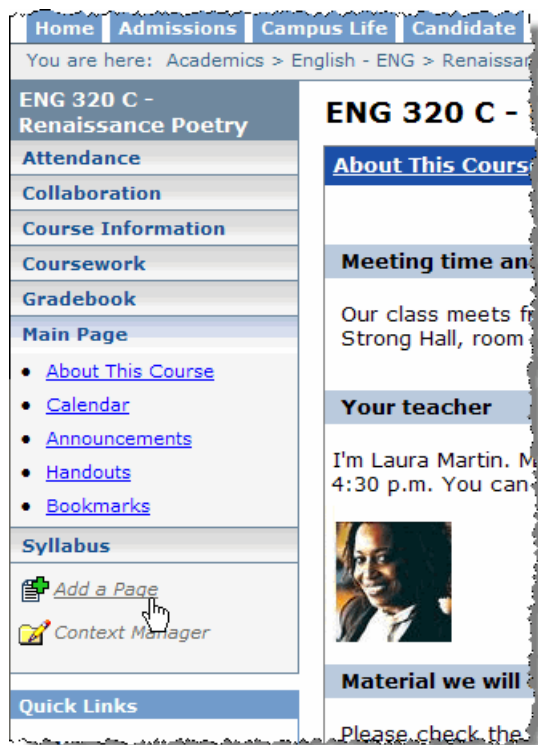 Home Admissions Campus Life Candidate
You are here: Academics > English - ENG >
ENG 320 C -
Renaissance Poetry
Attendance
Collaboration
Course Information
Coursework
Gradebook
Main Page
About This Course
Calendar
Announcements
Handouts
Bookmarks
Syllabus
Add a Page
Context Manager
Quick Links
ENG 320 C -
About This
Meeting time
Our class meets
Strong Hall, room
Your teacher
I'm Laura Martin.
4:30 p.m. You can
Material we will
Please check the